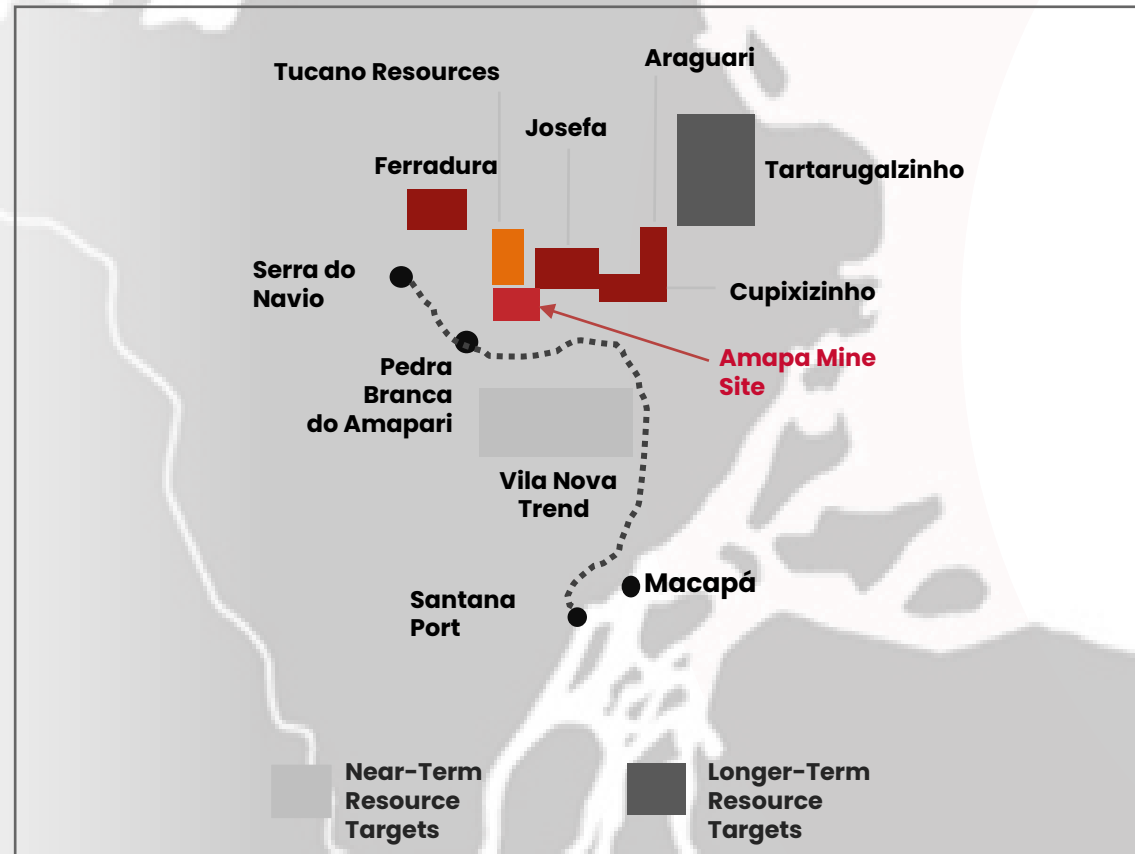 Araguari
Tucano Resources
Josefa
Ferradura
Tartarugalzinho
Serra do
Navio
Cupixizinho
Amapa Mine
Site
Pedra
Branca
do Amapari
Vila Nova
Trend
Macapá
Santana
Port
Near-Term
Resource
Targets
Longer-Term
Resource
Targets